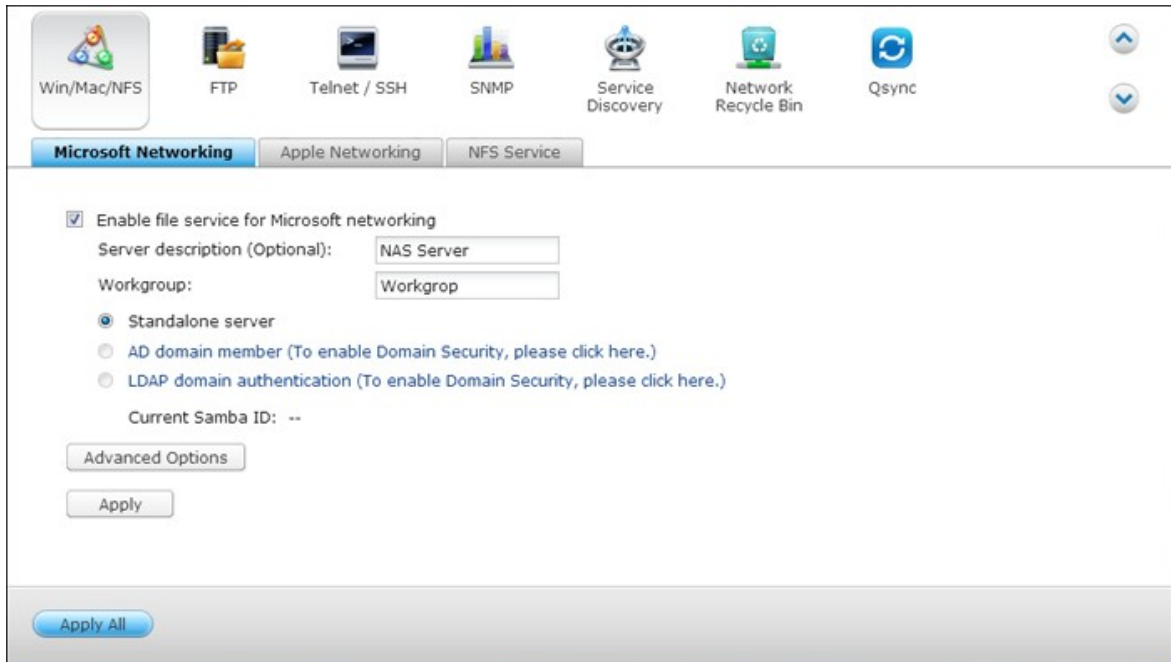 Win/Mac/NFS
FTP
Telnet / SSH
SNMP
Service
Discovery
Network
Recycle Bin
Qsync
Microsoft Networking
Apple Networking
NFS Service
Enable file service for Microsoft networking
Server description (Optional): NAS Server
Workgroup: Workgrop
Standalone server
AD domain member (To enable Domain Security, please click here.)
LDAP domain authentication (To enable Domain Security, please click here.)
Current Samba ID: --
Advanced Options
Apply
Apply All